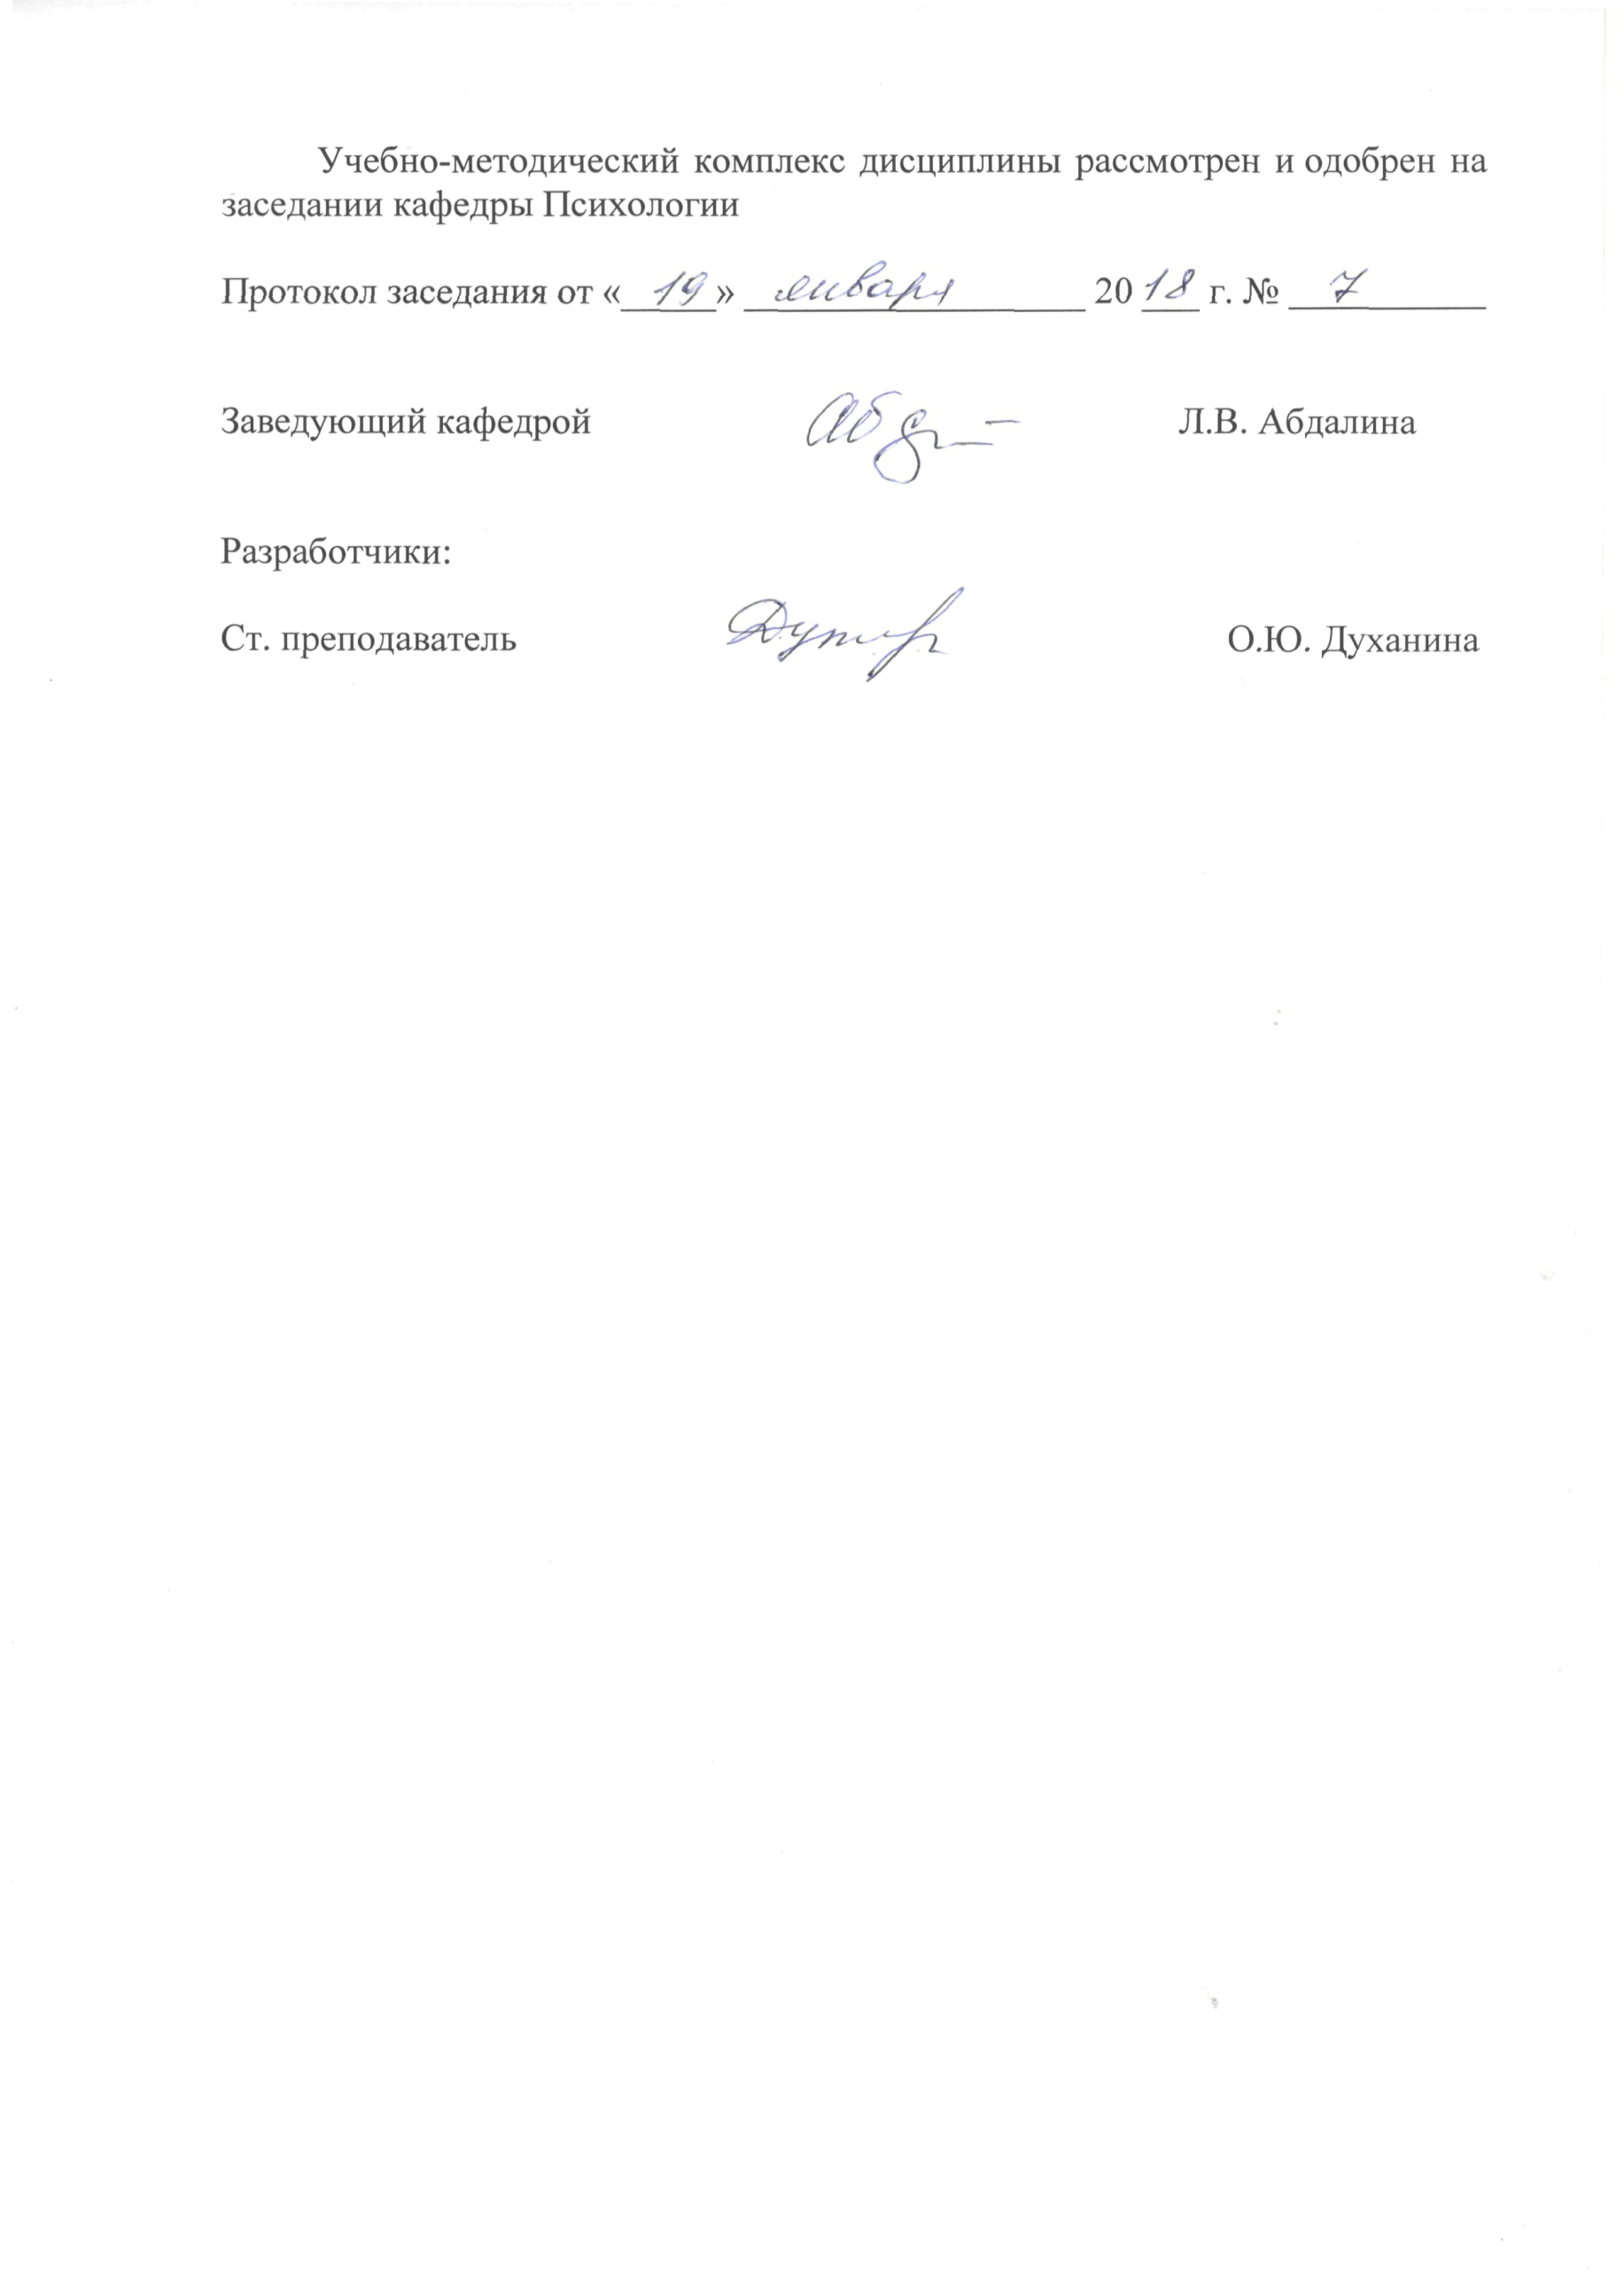 Учебно-методический комплекс дисциплины рассмотрен и одобрен на
заседании кафедры Психологии
Протокол заседания от «19» января 2018 г. № 7
Заведующий кафедрой Л.В. Абдалина
Разработчики:
Ст. преподаватель О.Ю. Духанина